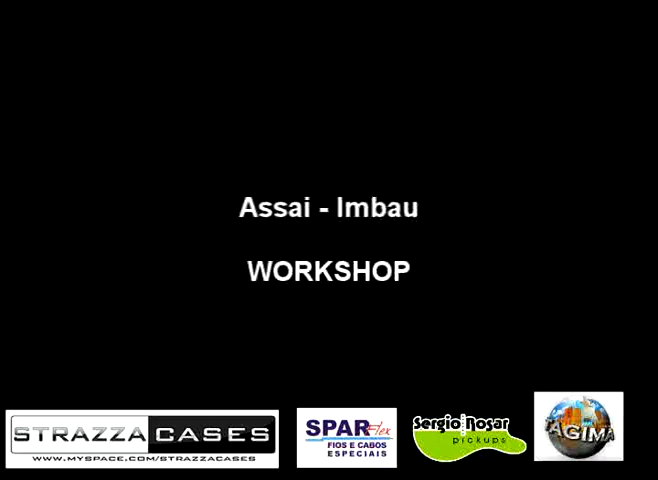 Assai - Imbau
WORKSHOP
STRAZZA CASES
WWW.MYSPACE.COM/STRAZZACASES
SPAR Flex
FIOS E CABOS
ESPECIAIS
Sergio Rosar
pickups
TAGIMA